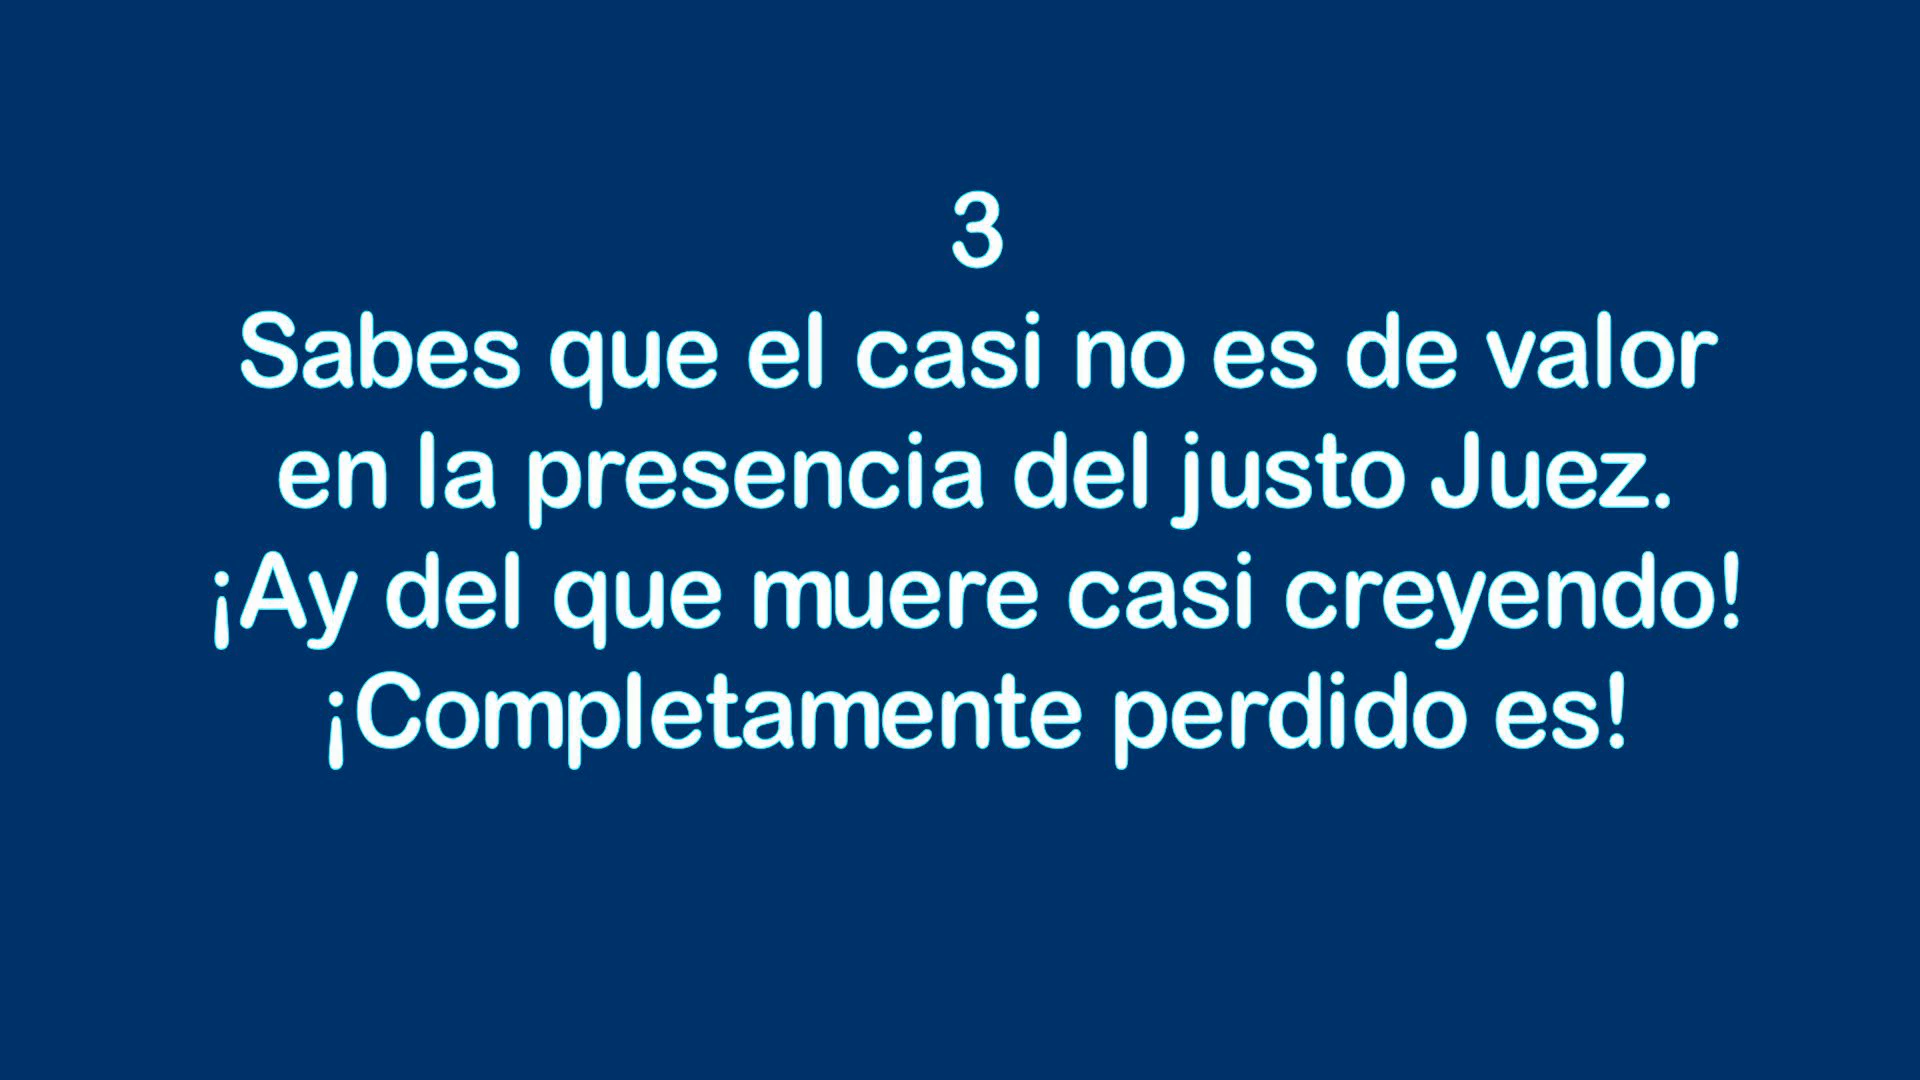 3
Sabes que el casi no es de valor
en la presencia del justo Juez.
¡Ay del que muere casi creyendo!
¡Completamente perdido es!